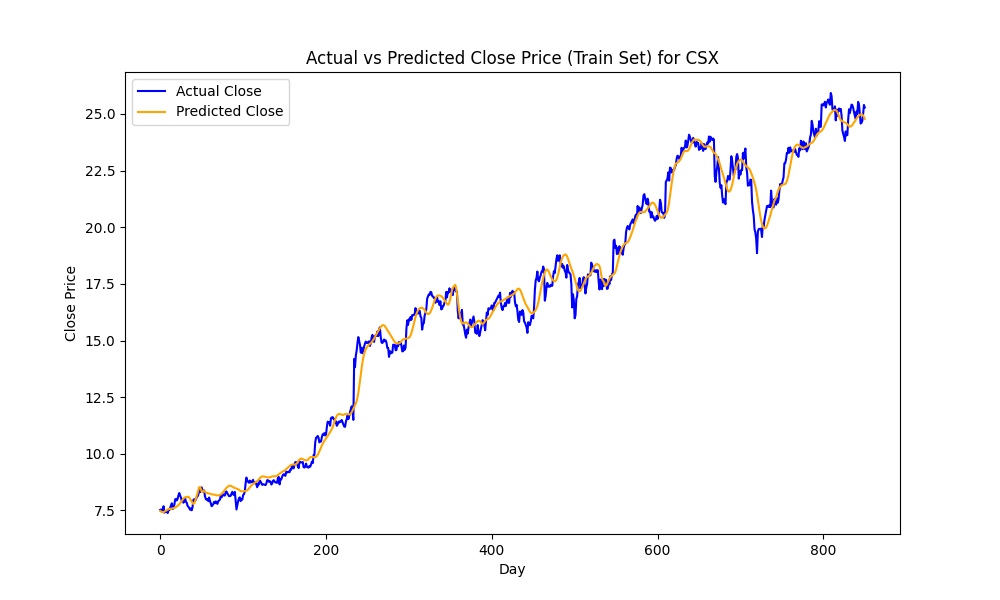 Actual vs Predicted Close Price (Train Set) for CSX
Actual Close
Predicted Close
Close Price
25.0
22.5
20.0
17.5
15.0
12.5
10.0
7.5
0 200 400 600 800
Day